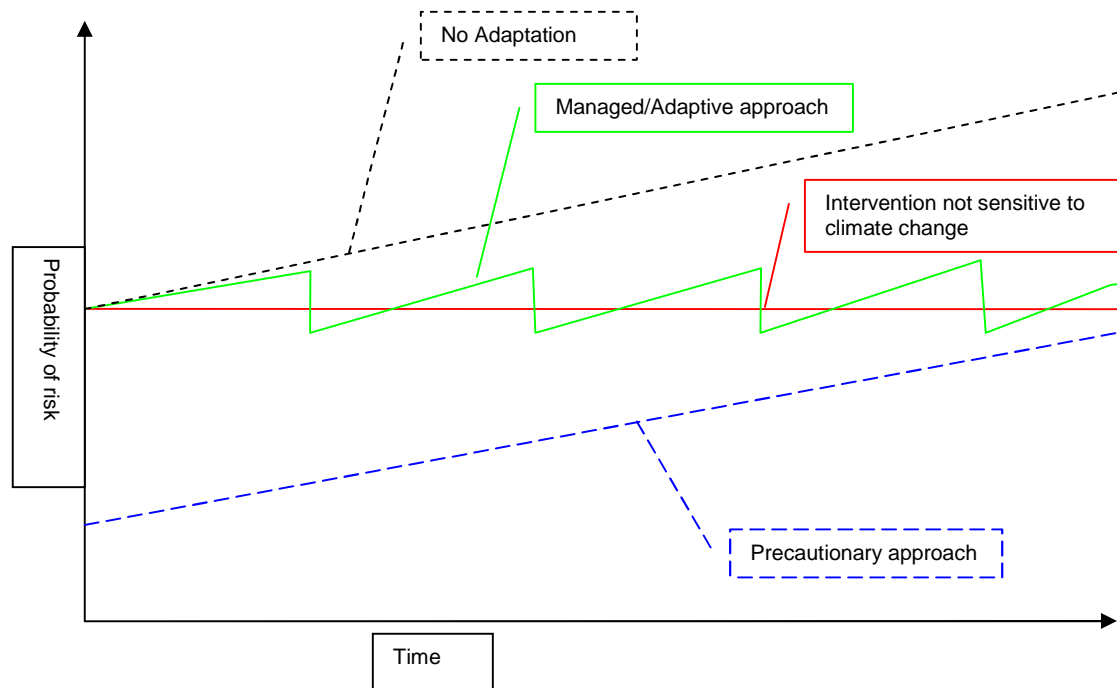 No Adaptation
Managed/Adaptive approach
Intervention not sensitive to
climate change
Probability of risk
Precautionary approach
Time